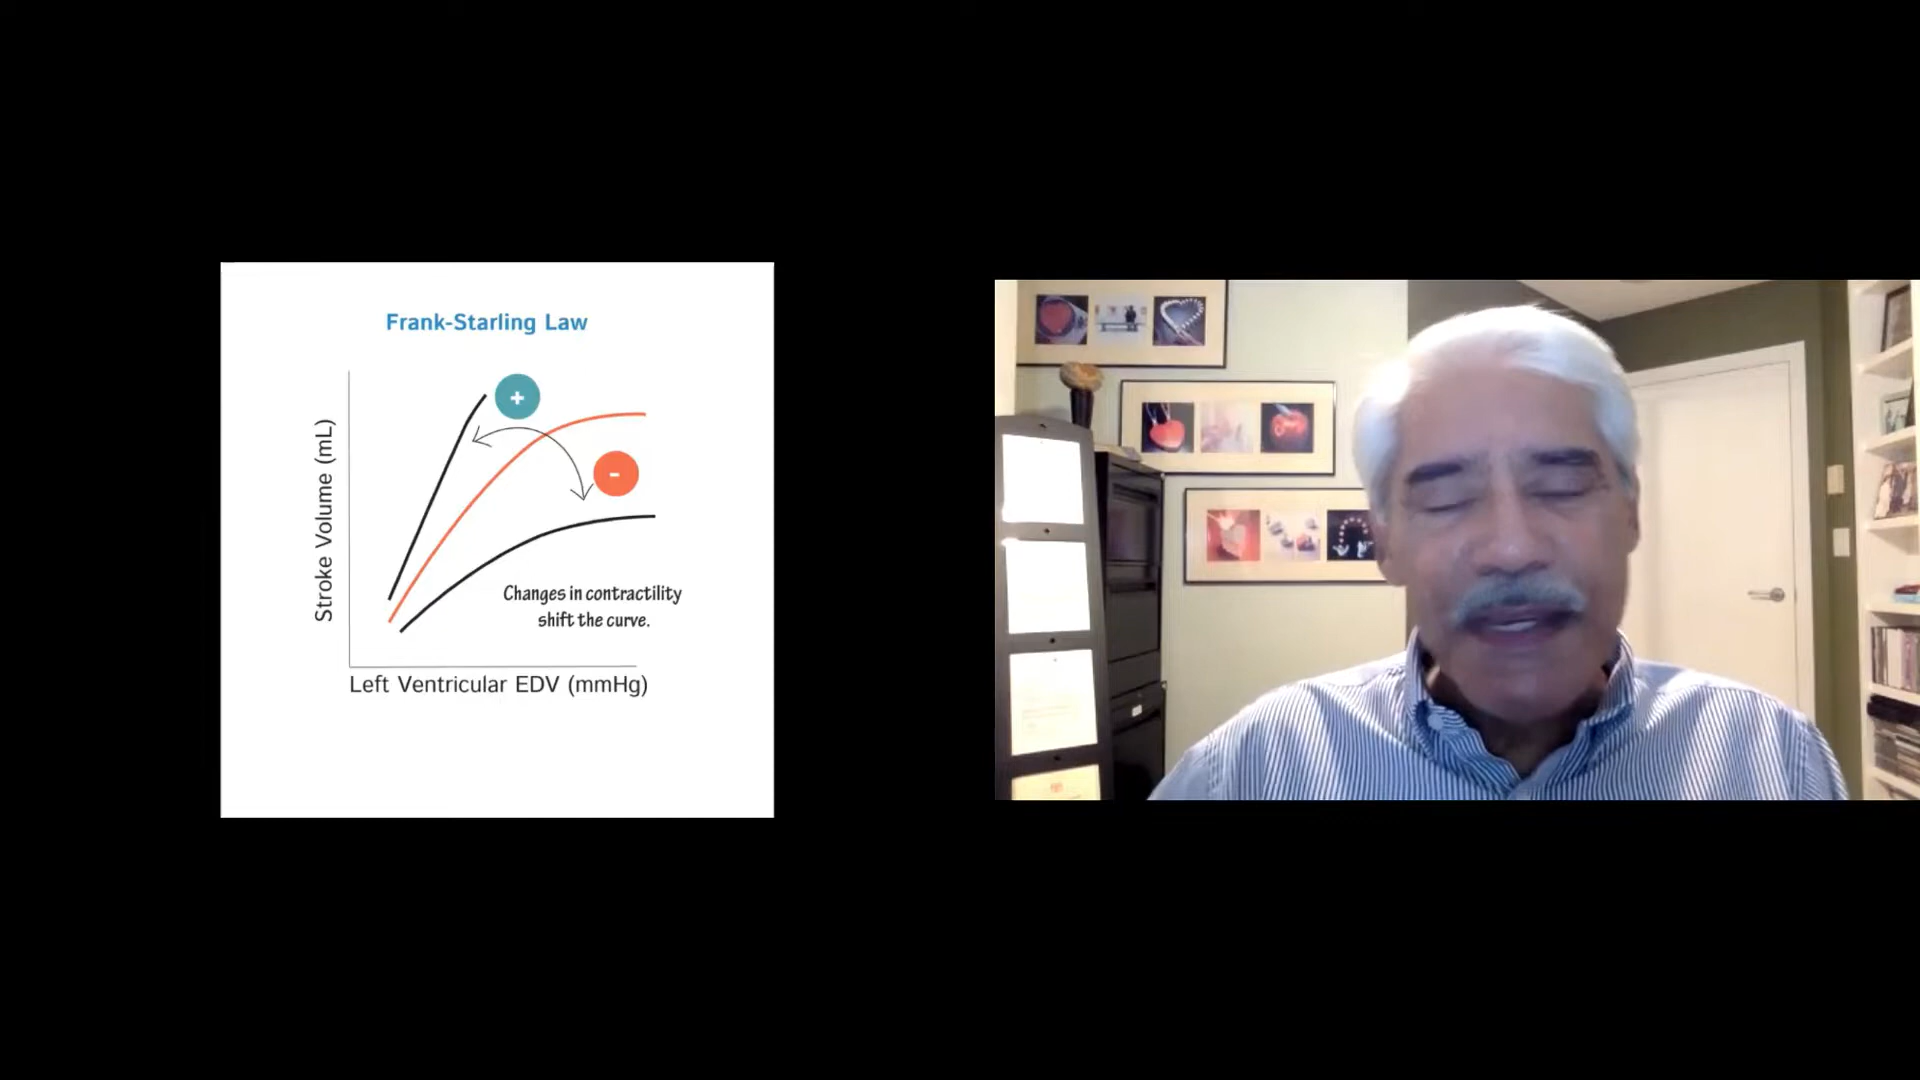 Frank-Starling Law
+
-
Stroke Volume (mL)
Changes in contractility
shift the curve.
Left Ventricular EDV (mmHg)